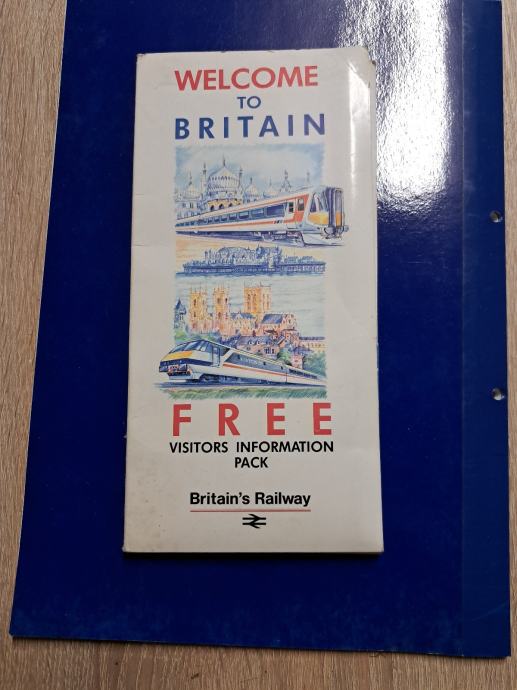 WELCOME
TO
BRITAIN
FREE
VISITORS INFORMATION
PACK
Britain's Railway